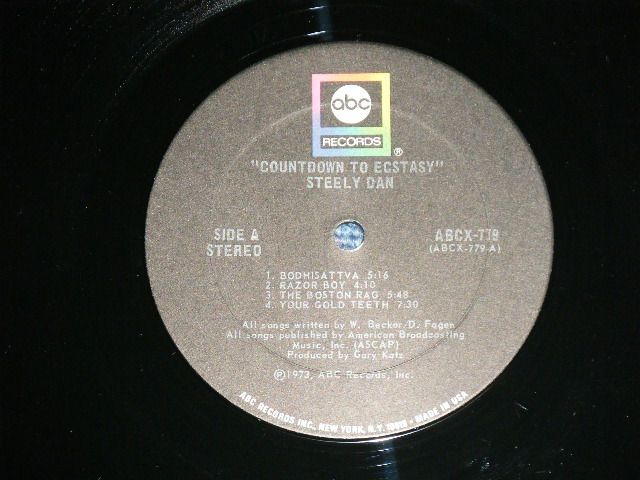 abc
RECORDS
®
"COUNTDOWN TO ECSTASY"
STEELY DAN
SIDE A
STEREO
ABCX-779
(ABCX-779-A)
1. BODHISATTVA 5:16
2. RAZOR BOY 4:10
3. THE BOSTON RAG 5:48
4. YOUR GOLD TEETH 7:30
All songs written by W. Becker/D. Fagen
All songs published by American Broadcasting
Music, Inc. (ASCAP)
Produced by Gary Katz
℗1973, ABC Records, Inc.
ABC RECORDS INC., NEW YORK, N.Y. 10019 • MADE IN USA